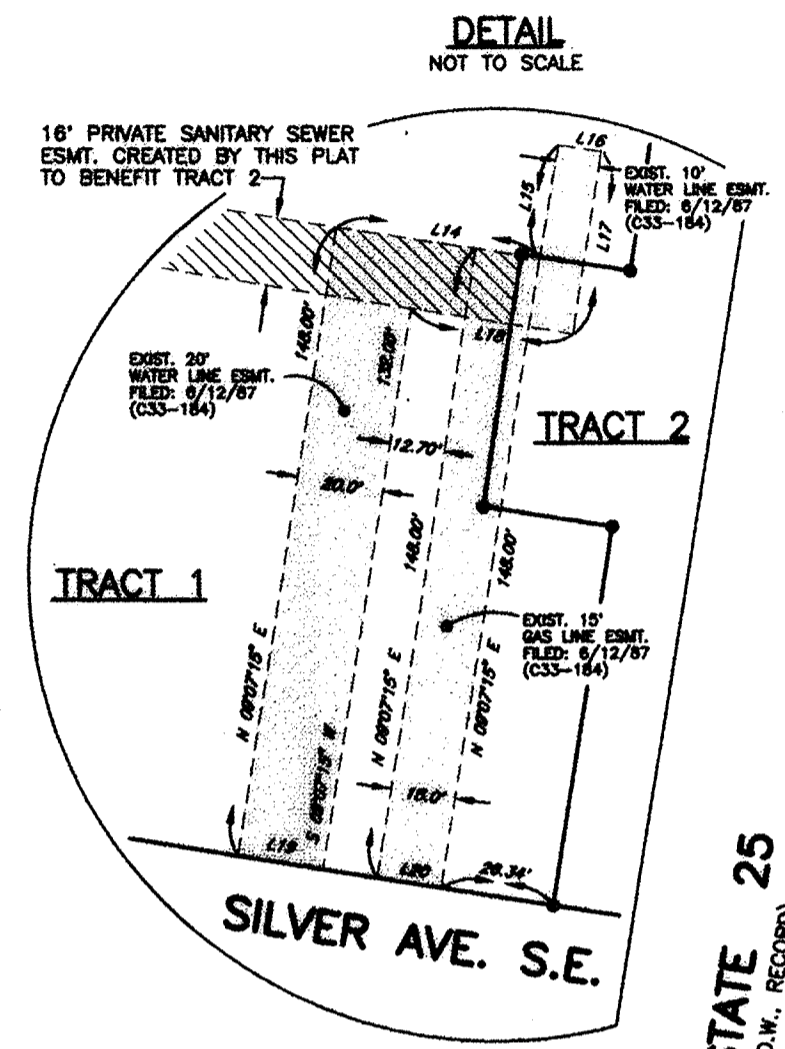 DETAIL
NOT TO SCALE
16' PRIVATE SANITARY SEWER
ESMT. CREATED BY THIS PLAT
TO BENEFIT TRACT 2
L16
EXIST. 10'
WATER LINE ESMT.
FILED: 6/12/87
(C33-184)
L15
L17
L14
L18
148.00'
132.00'
EXIST. 20'
WATER LINE ESMT.
FILED: 6/12/87
(C33-184)
TRACT 2
12.70'
20.0'
148.00'
148.00'
TRACT 1
EXIST. 15'
GAS LINE ESMT.
FILED: 6/12/87
(C33-184)
N 09°07'15" E
S 09°07'15" W
N 09°07'15" E
N 09°07'15" E
15.0'
L19
L20
26.34'
SILVER AVE. S.E.
STATE 25
O.W., RECORD)